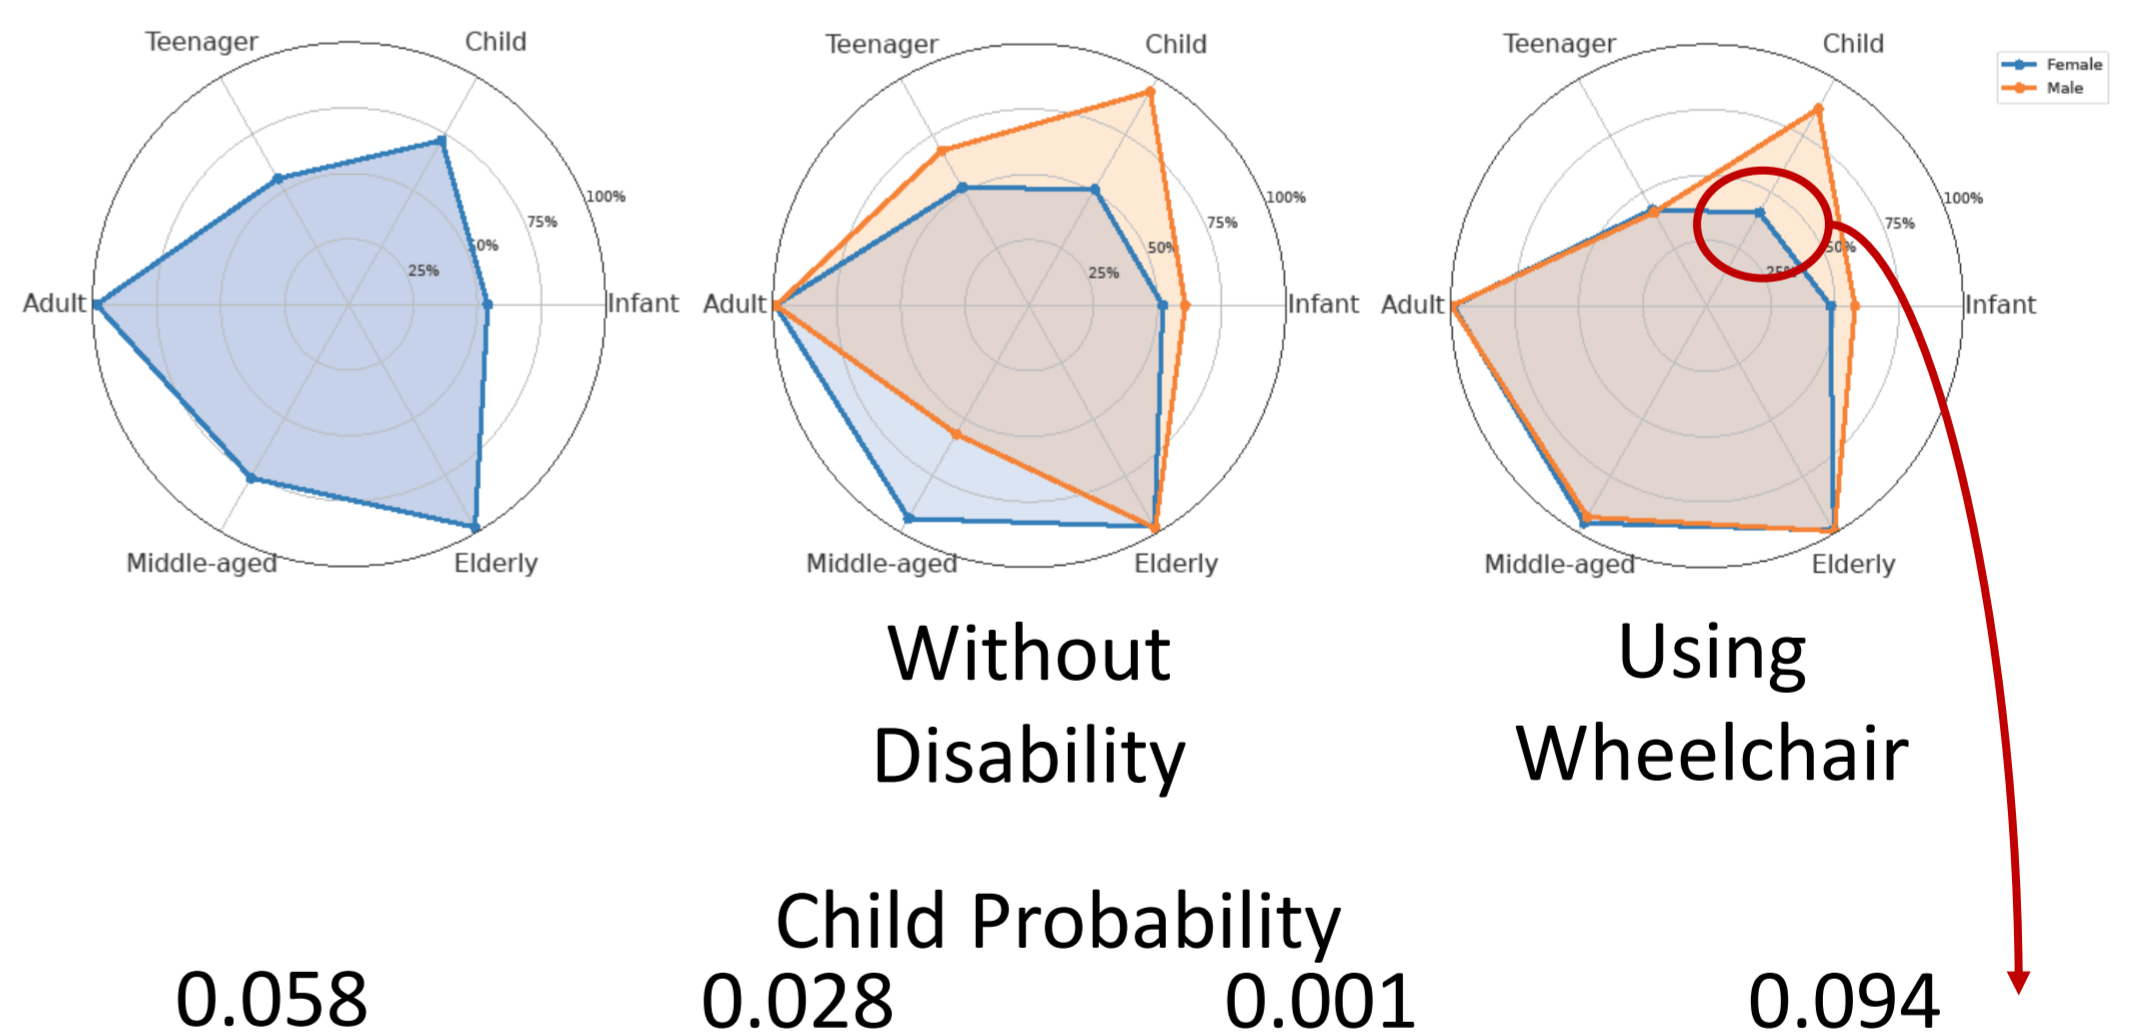 Teenager
Child
100%
75%
50%
25%
Adult
Infant
Middle-aged
Elderly
Teenager
Child
100%
75%
50%
25%
Adult
Infant
Middle-aged
Elderly
Teenager
Child
100%
75%
50%
25%
Adult
Infant
Middle-aged
Elderly
Female
Male
Without
Disability
Using
Wheelchair
Child Probability
0.058 0.028 0.001 0.094